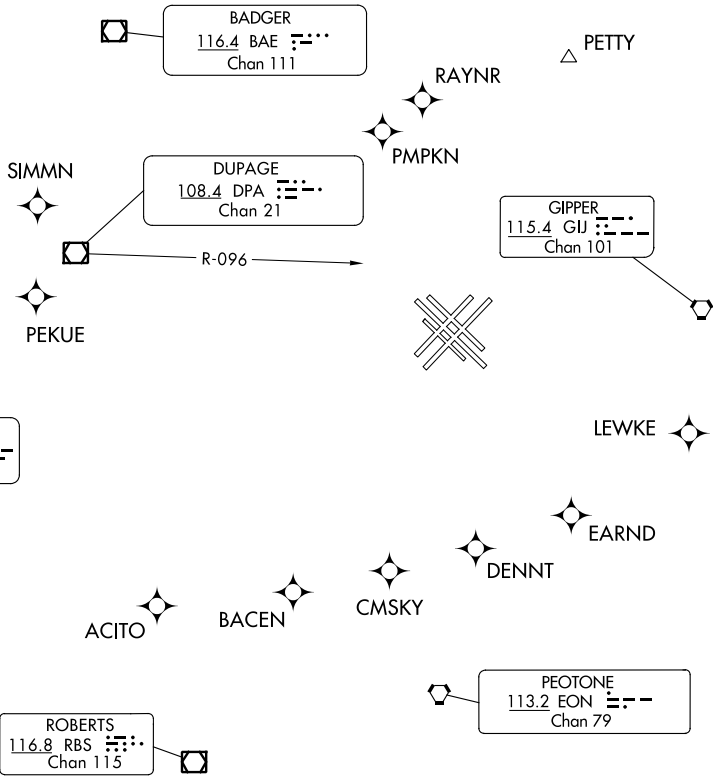 BADGER
116.4 BAE
Chan 111
PETTY
RAYNR
PMPKN
SIMMN
DUPAGE
108.4 DPA
Chan 21
GIPPER
115.4 GIJ
Chan 101
R-096
PEKUE
LEWKE
EARND
DENNT
CMSKY
BACEN
ACITO
PEOTONE
113.2 EON
Chan 79
ROBERTS
116.8 RBS
Chan 115